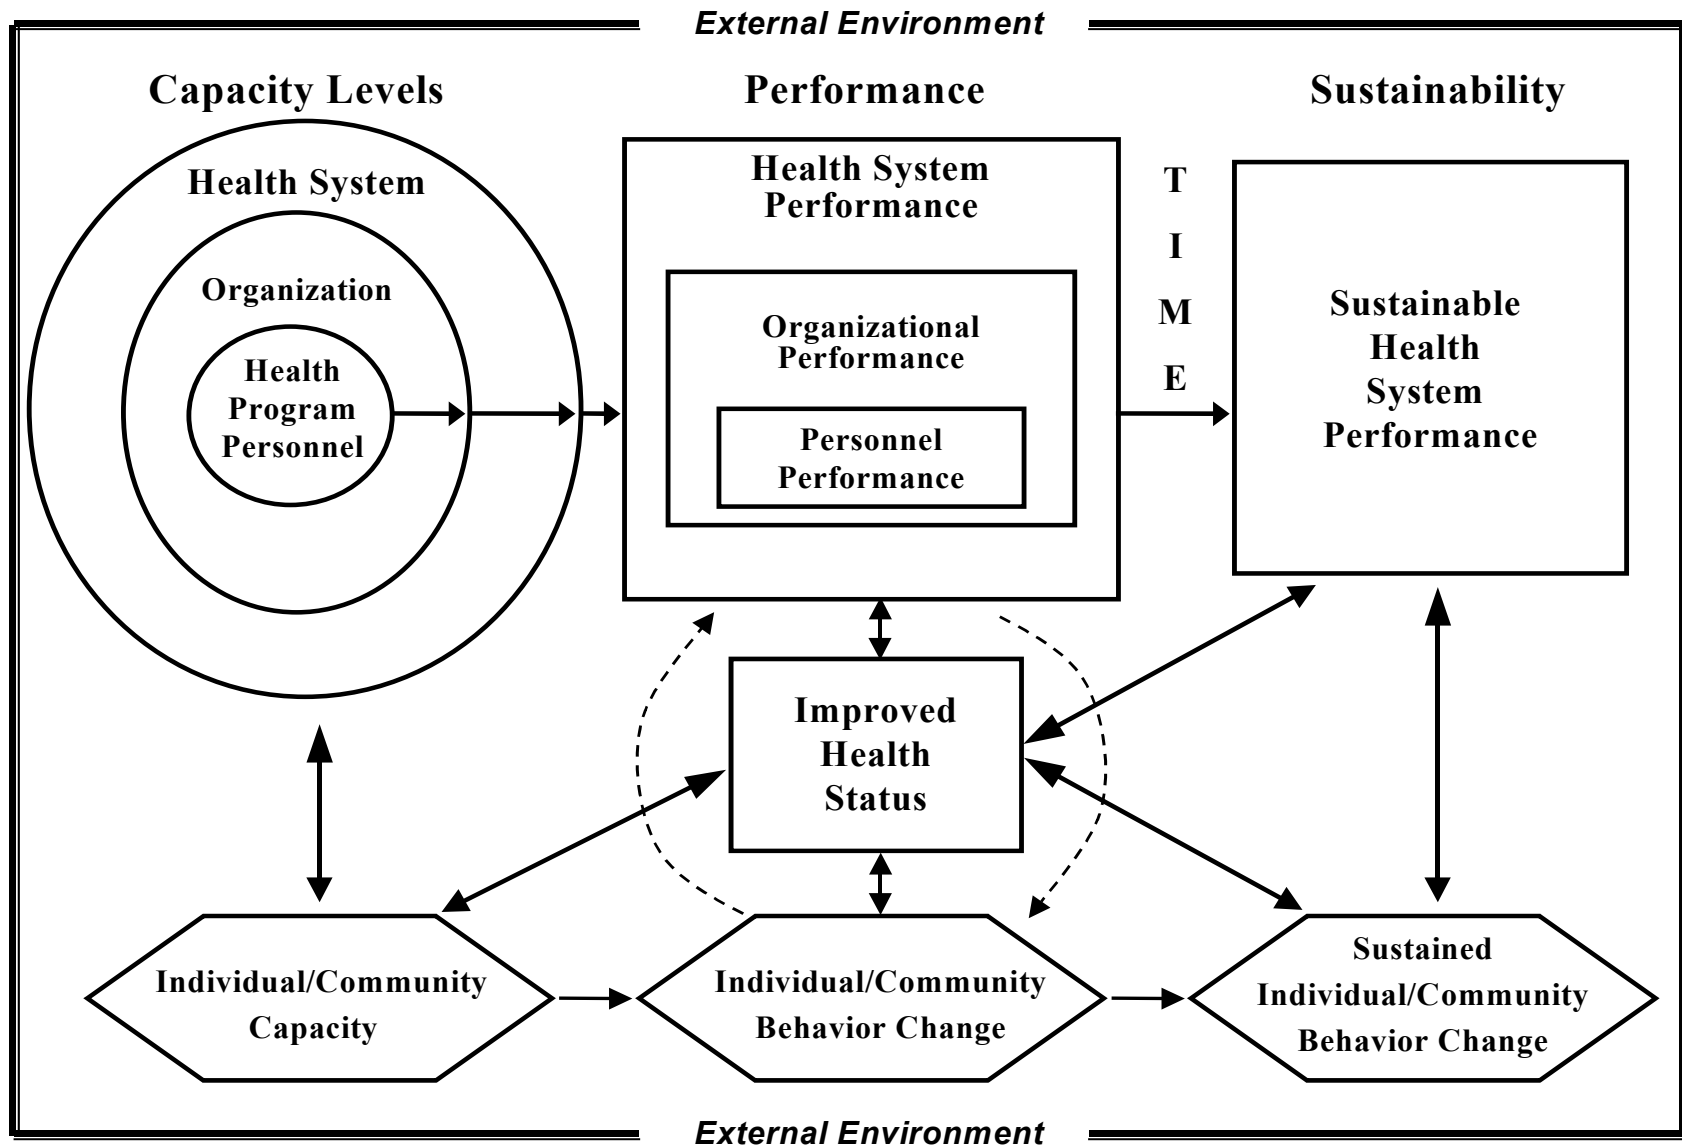 External Environment
Capacity Levels
Performance
Sustainability
Health System
Organization
Health
Program
Personnel
Health System
Performance
Organizational
Performance
Personnel
Performance
T
I
M
E
Sustainable
Health
System
Performance
Improved
Health
Status
Individual/Community
Capacity
Individual/Community
Behavior Change
Sustained
Individual/Community
Behavior Change
External Environment